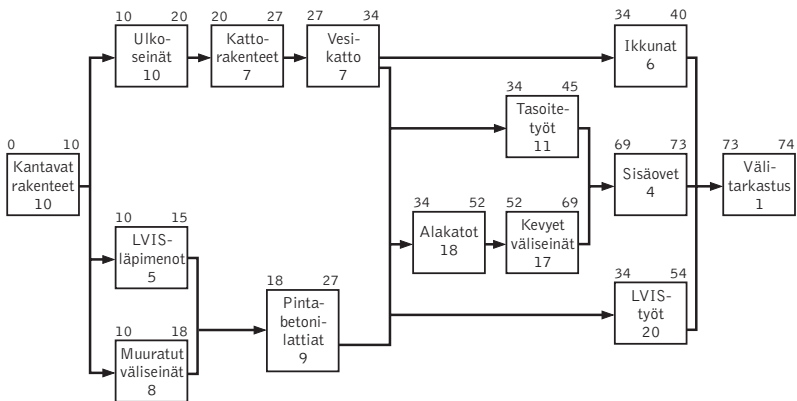 10 20
Ulko-
seinät
10
20 27
Katto-
rakenteet
7
27 34
Vesi-
katto
7
34 40
Ikkunat
6
0 10
Kantavat
rakenteet
10
34 45
Tasoite-
työt
11
69 73
Sisäovet
4
73 74
Väli-
tarkastus
1
10 15
LVIS-
läpimenot
5
34 52
Alakatot
18
52 69
Kevyet
väliseinät
17
18 27
Pinta-
betoni-
lattiat
9
34 54
LVIS-
työt
20
10 18
Muuratut
väliseinät
8